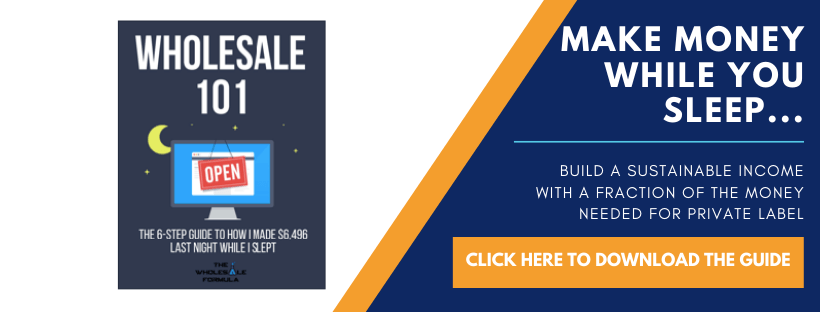 WHOLESALE
101
OPEN
THE 6-STEP GUIDE TO HOW I MADE $6,496
LAST NIGHT WHILE I SLEPT
THE
WHOLESALE
FORMULA
MAKE MONEY
WHILE YOU
SLEEP...
BUILD A SUSTAINABLE INCOME
WITH A FRACTION OF THE MONEY
NEEDED FOR PRIVATE LABEL
CLICK HERE TO DOWNLOAD THE GUIDE